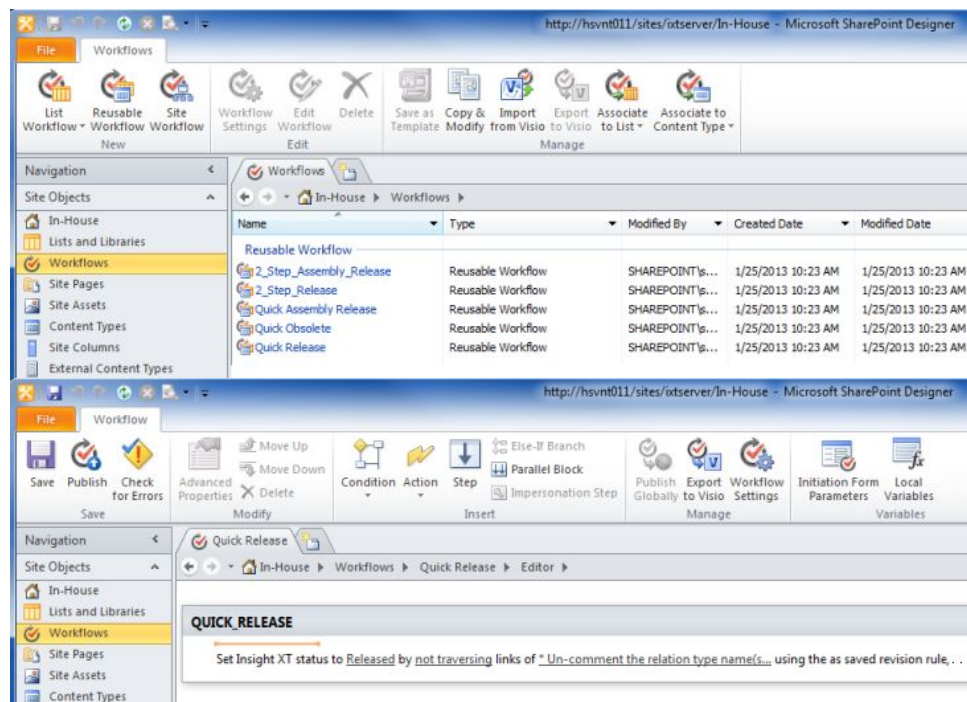 http://hsvnt011/sites/ixtserver/In-House - Microsoft SharePoint Designer
File Workflows
List Workflow Reusable Workflow Site Workflow Workflow Settings Edit Workflow Delete Save as Template Copy & Modify Import from Visio Export to Visio Associate to List Associate to Content Type
New Edit Manage
Navigation Workflows
Site Objects In-House Workflows
In-House Name Type Modified By Created Date Modified Date
Lists and Libraries Reusable Workflow
Workflows 2_Step_Assembly_Release Reusable Workflow SHAREPOINT\s... 1/25/2013 10:23 AM 1/25/2013 10:23 AM
Site Pages 2_Step_Release Reusable Workflow SHAREPOINT\s... 1/25/2013 10:23 AM 1/25/2013 10:23 AM
Site Assets Quick Assembly Release Reusable Workflow SHAREPOINT\s... 1/25/2013 10:23 AM 1/25/2013 10:23 AM
Content Types Quick Obsolete Reusable Workflow SHAREPOINT\s... 1/25/2013 10:23 AM 1/25/2013 10:23 AM
Site Columns Quick Release Reusable Workflow SHAREPOINT\s... 1/25/2013 10:23 AM 1/25/2013 10:23 AM
External Content Types
http://hsvnt011/sites/ixtserver/In-House - Microsoft SharePoint Designer
File Workflow
Save Publish Check for Errors Advanced Properties Move Up Move Down Delete Condition Action Step Else-If Branch Parallel Block Impersonation Step Publish Globally Export to Visio Workflow Settings Initiation Form Parameters Local Variables
Save Modify Insert Manage Variables
Navigation Quick Release
Site Objects In-House Workflows Quick Release Editor
In-House
Lists and Libraries QUICK_RELEASE
Workflows
Site Pages Set Insight XT status to Released by not traversing links of * Un-comment the relation type name(s... using the as saved revision rule, . .
Site Assets
Content Types